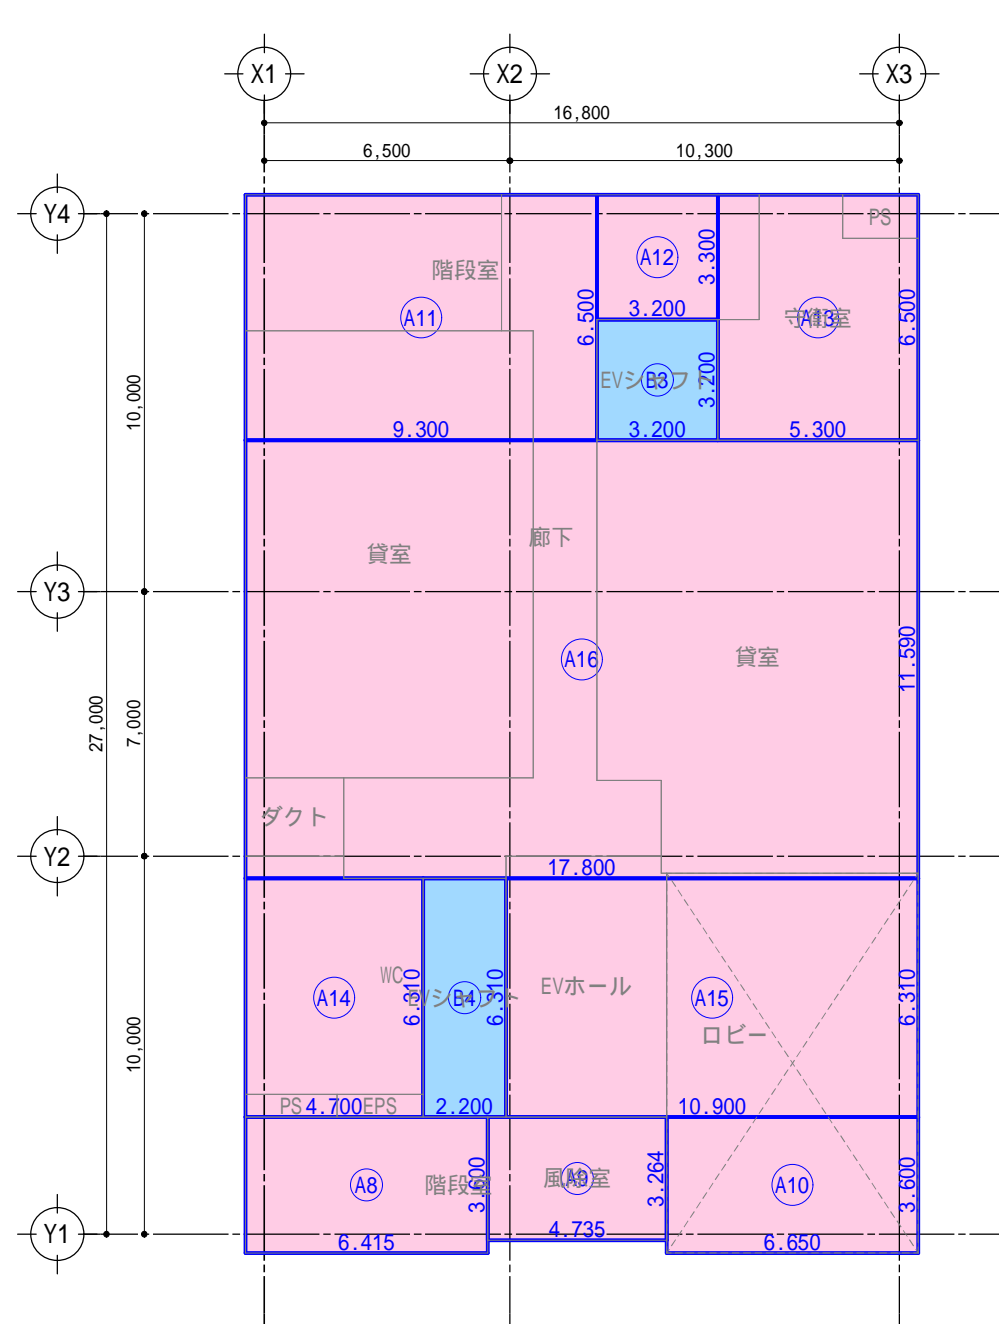 X1
X2
X3
16,800
6,500
10,300
Y4
PS
A12
3.300
階段室
A11
6.500
3.200
守衛室
A13
6.500
EVシャフト
B3
3.200
10,000
9.300
3.200
5.300
廊下
貸室
Y3
A16
貸室
11.590
27,000
7,000
ダクト
Y2
17.800
WC
6.310
EVシャフト
B4
6.310
EVホール
A14
A15
6.310
ロビー
10,000
PS
4.700
EPS
2.200
10.900
A8
階段室
3.600
風除室
A9
3.264
A10
3.600
Y1
6.415
4.735
6.650